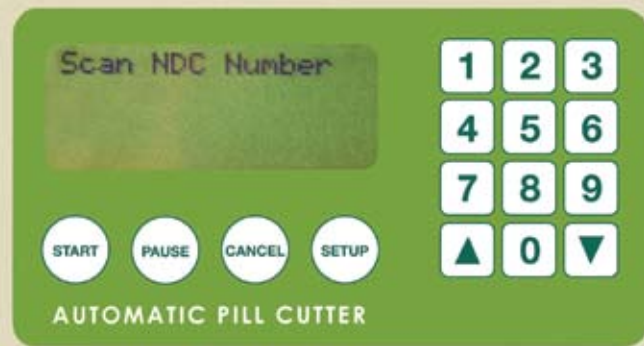 Scan NDC Number
1 2 3
4 5 6
7 8 9
▲ 0 ▼
START PAUSE CANCEL SETUP
AUTOMATIC PILL CUTTER